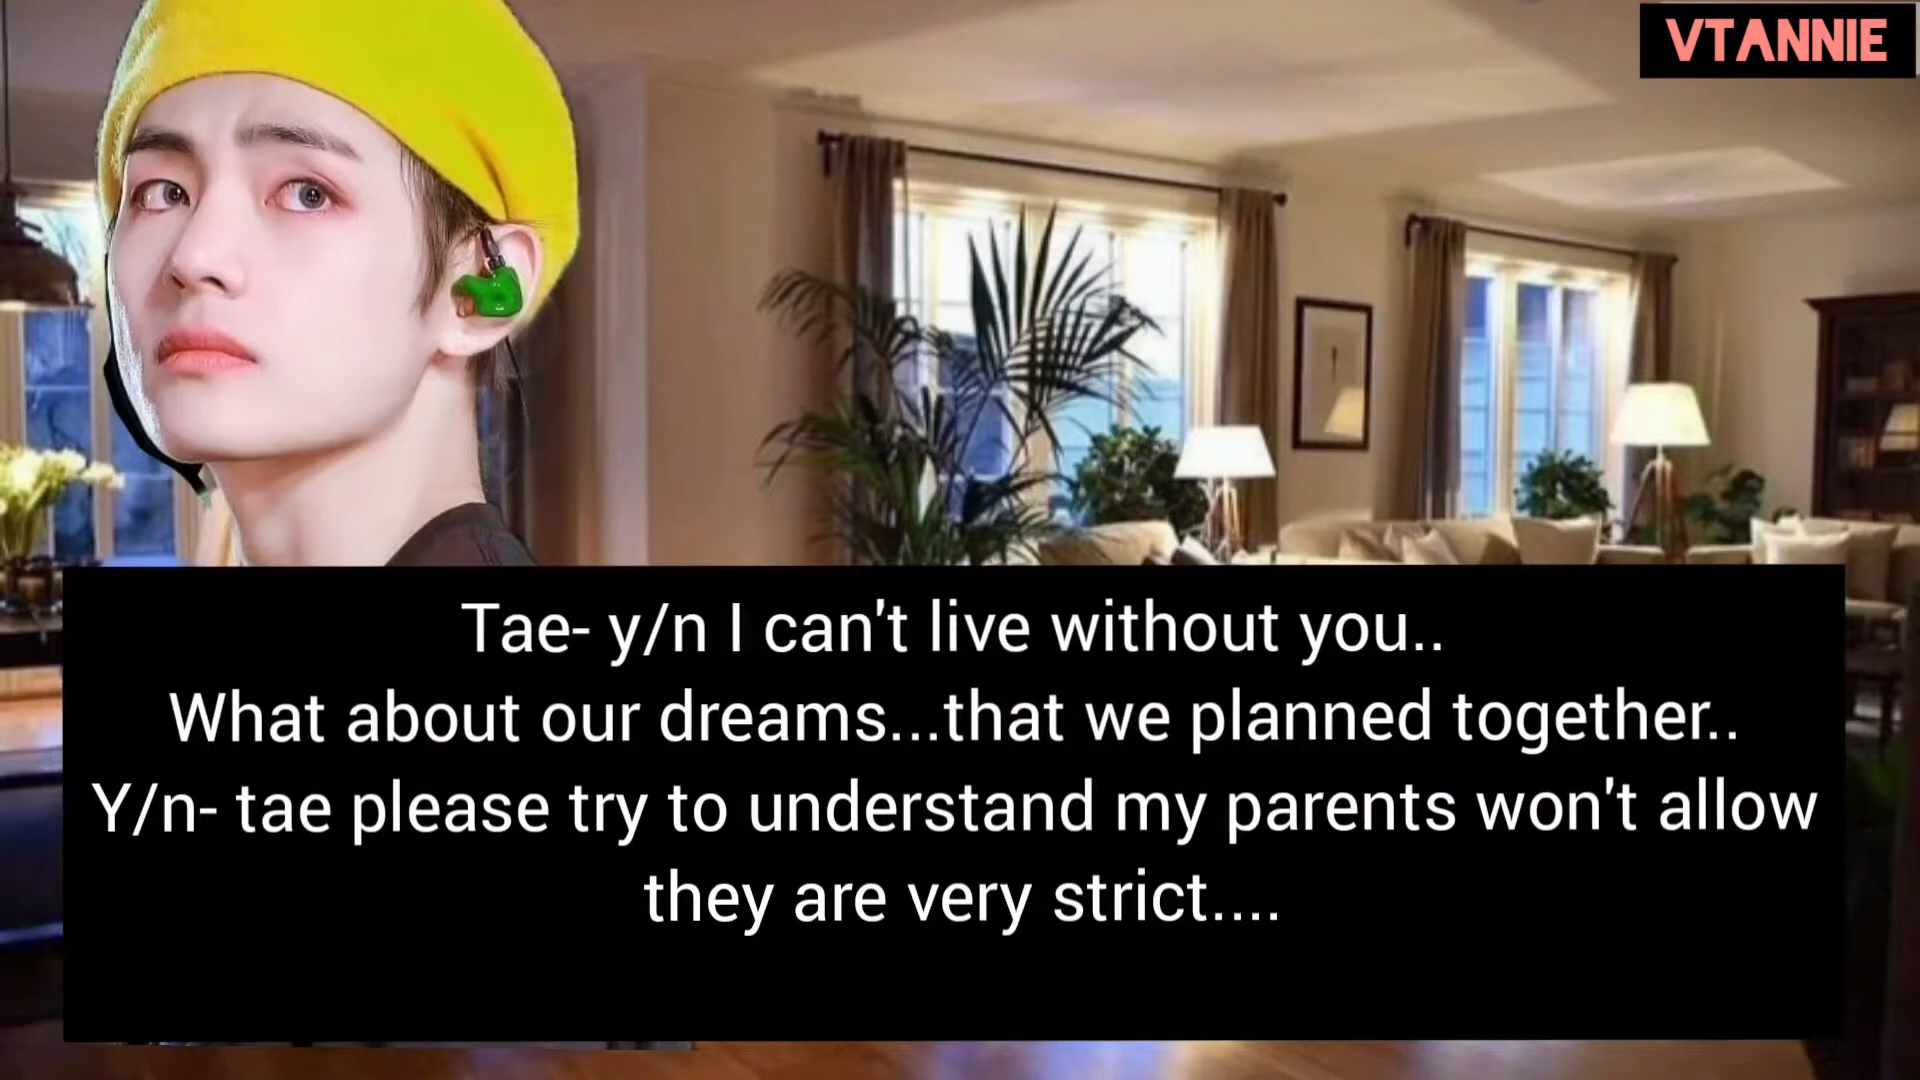 VTANNIE
Tae- y/n I can't live without you..
What about our dreams...that we planned together..
Y/n- tae please try to understand my parents won't allow
they are very strict....